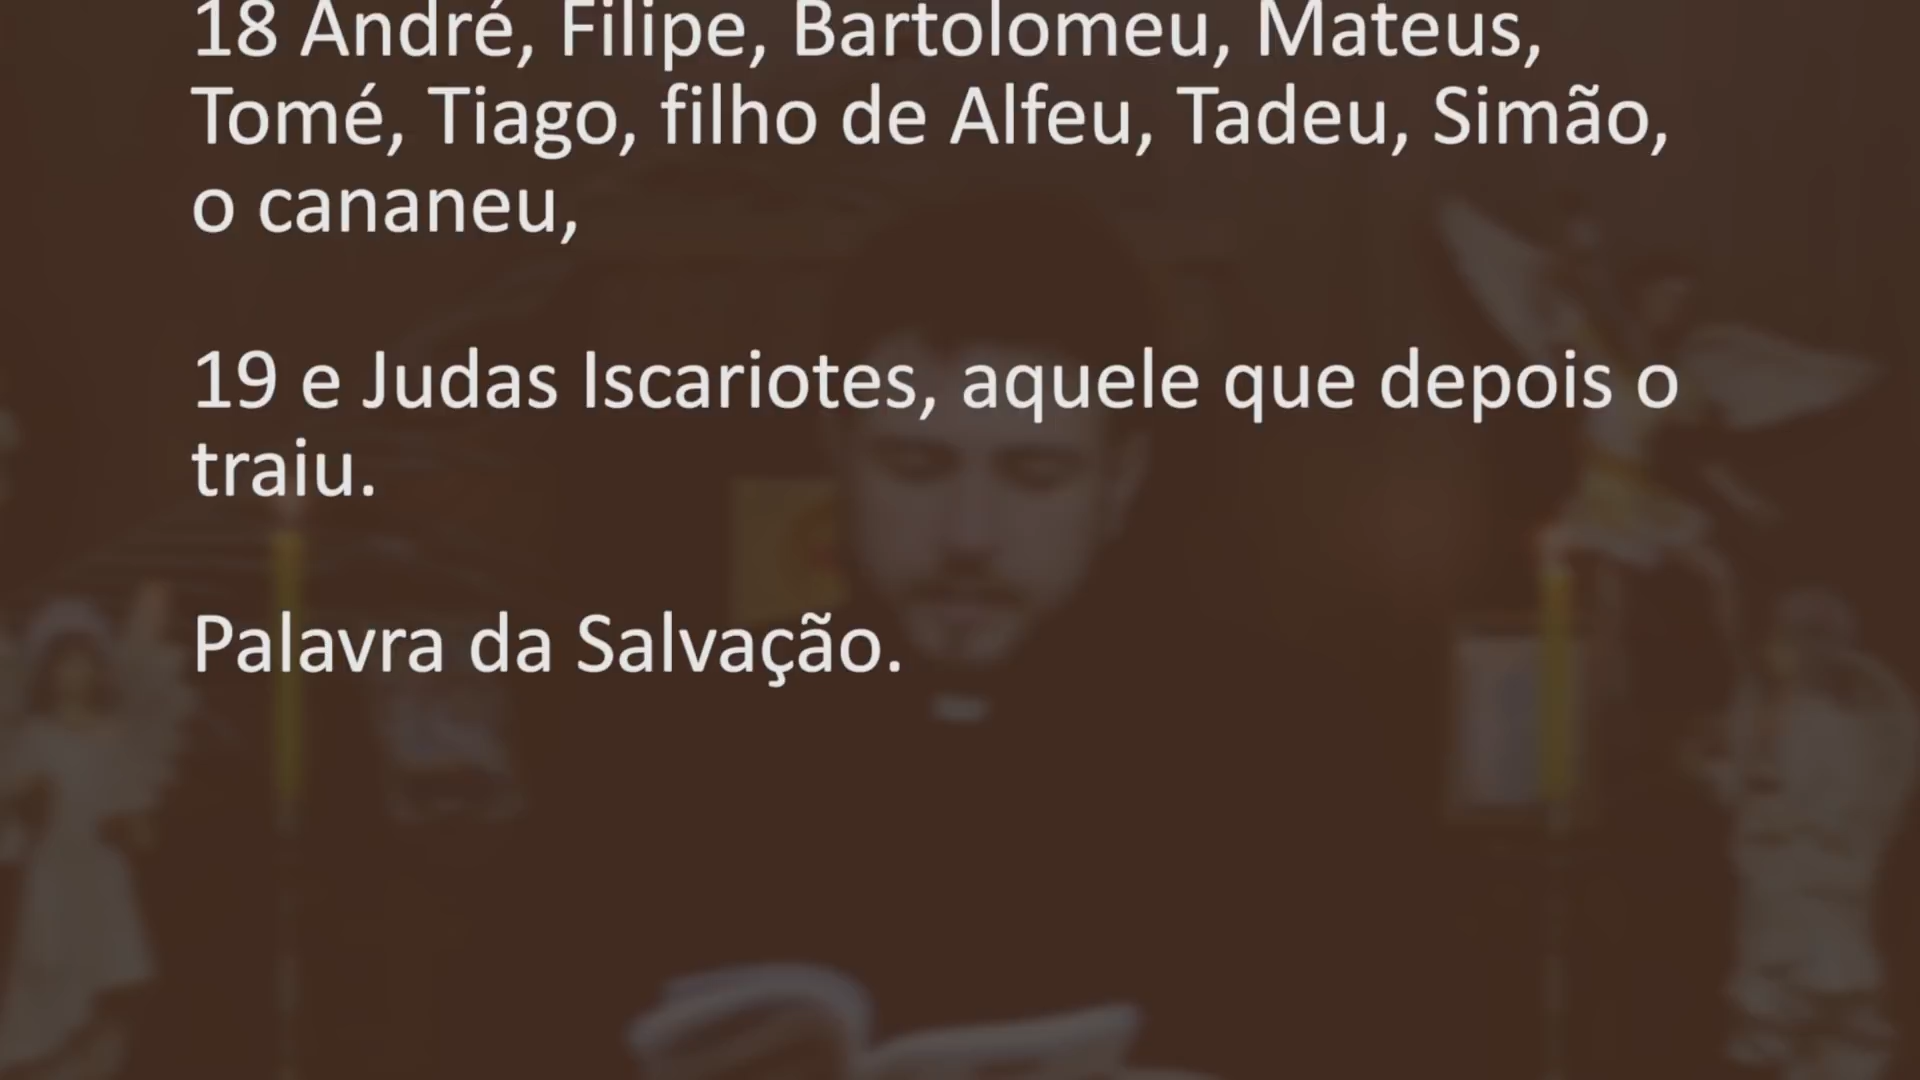 18 André, Filipe, Bartolomeu, Mateus,
Tomé, Tiago, filho de Alfeu, Tadeu, Simão,
o cananeu,
19 e Judas Iscariotes, aquele que depois o
traiu.
Palavra da Salvação.